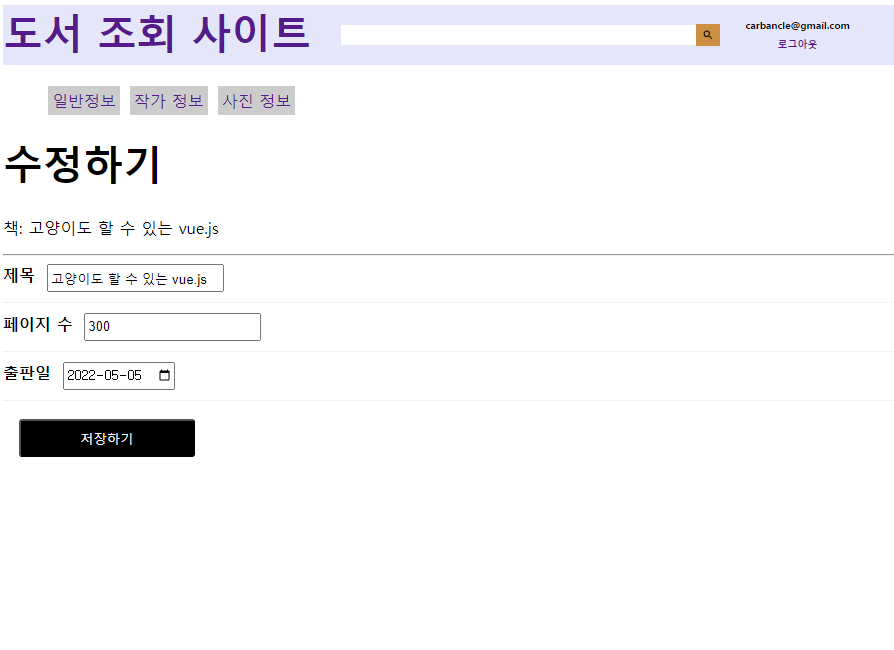 도서 조회 사이트
carbancle@gmail.com
로그아웃
일반정보 작가 정보 사진 정보
수정하기
책: 고양이도 할 수 있는 vue.js
제목 고양이도 할 수 있는 vue.js
페이지 수 300
출판일 2022-05-05
저장하기